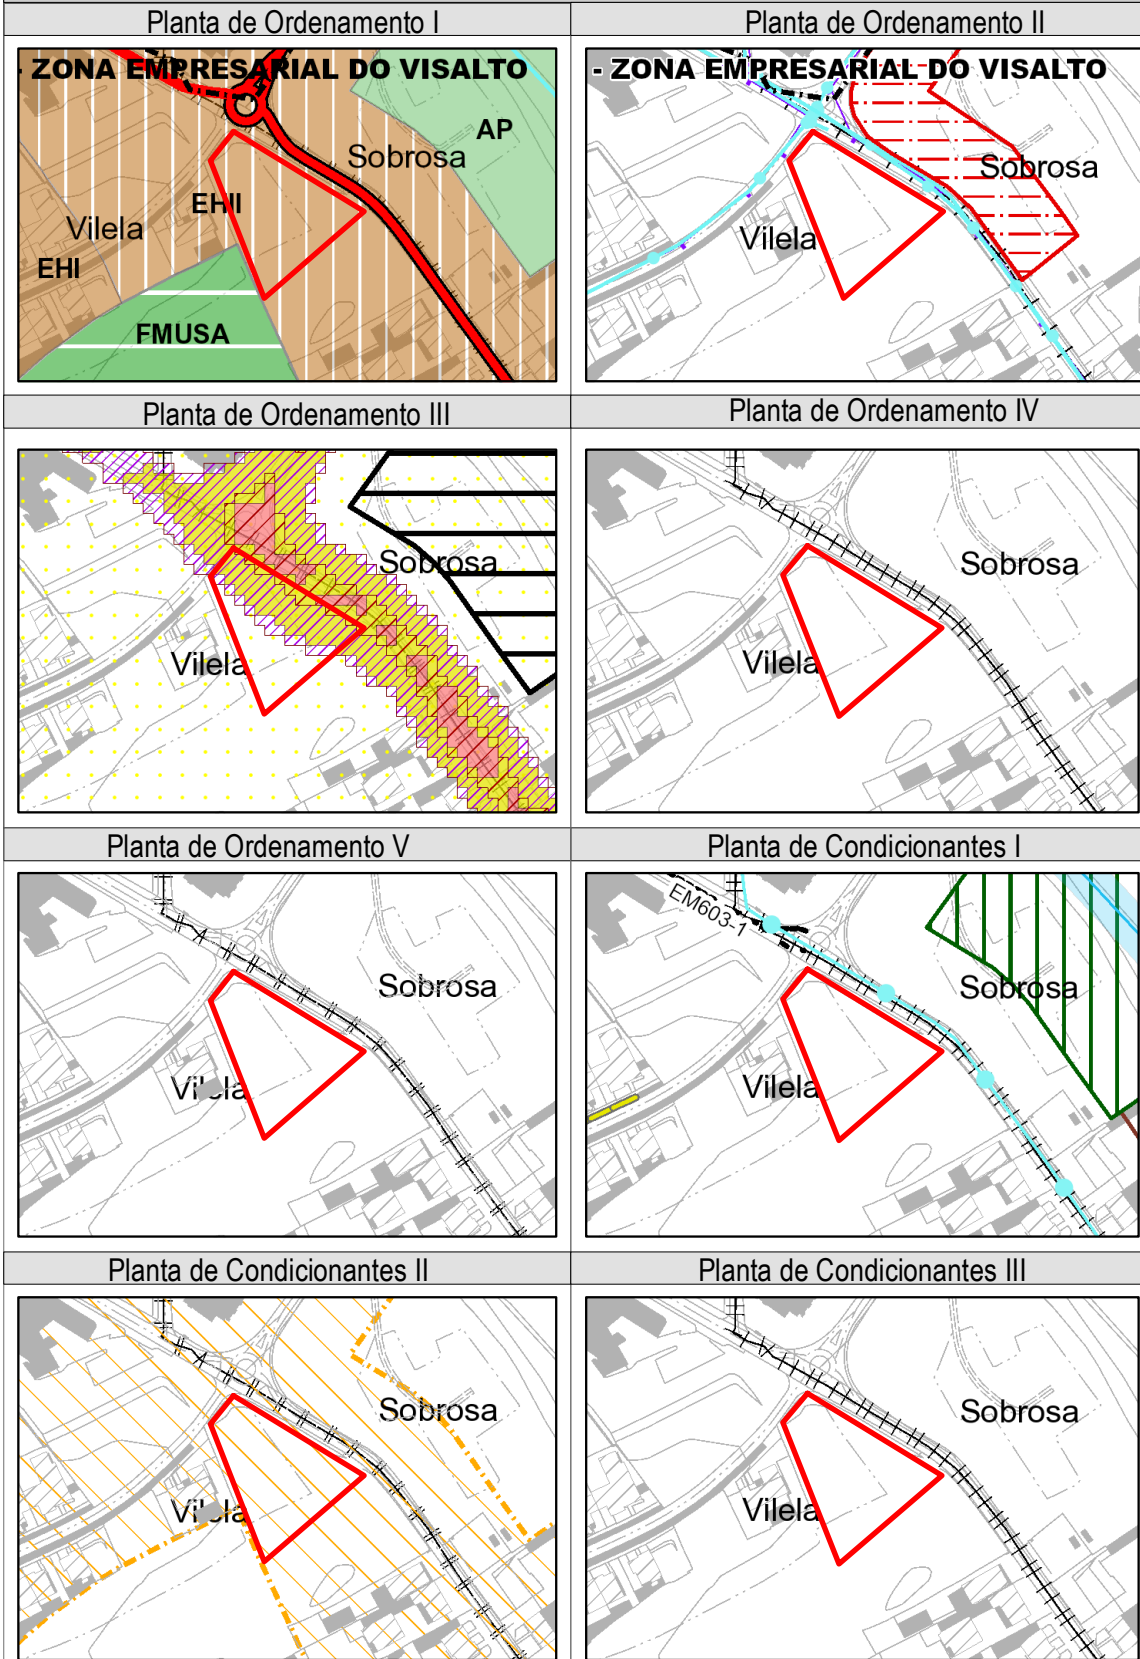 Planta de Ordenamento I
Planta de Ordenamento II
- ZONA EMPRESARIAL DO VISALTO
AP
Sobrosa
EHII
Vilela
EHI
FMUSA
- ZONA EMPRESARIAL DO VISALTO
Sobrosa
Vilela
Planta de Ordenamento III
Planta de Ordenamento IV
Sobrosa
Vilela
Sobrosa
Vilela
Planta de Ordenamento V
Planta de Condicionantes I
Sobrosa
Vilela
EM603-1
Sobrosa
Vilela
Planta de Condicionantes II
Planta de Condicionantes III
Sobrosa
Vilela
Sobrosa
Vilela